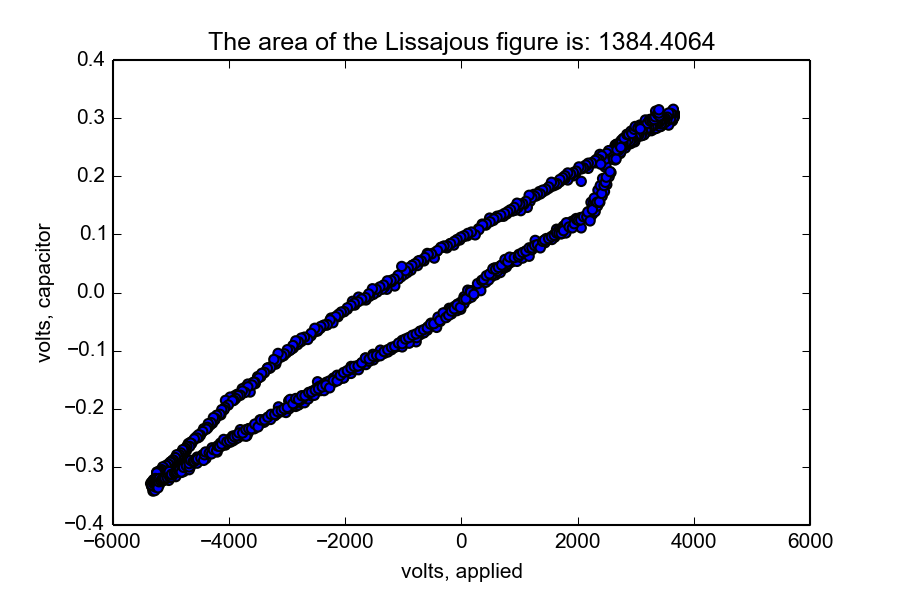 The area of the Lissajous figure is: 1384.4064
0.4
0.3
0.2
0.1
0.0
−0.1
−0.2
−0.3
−0.4
volts, capacitor
−6000 −4000 −2000 0 2000 4000 6000
volts, applied